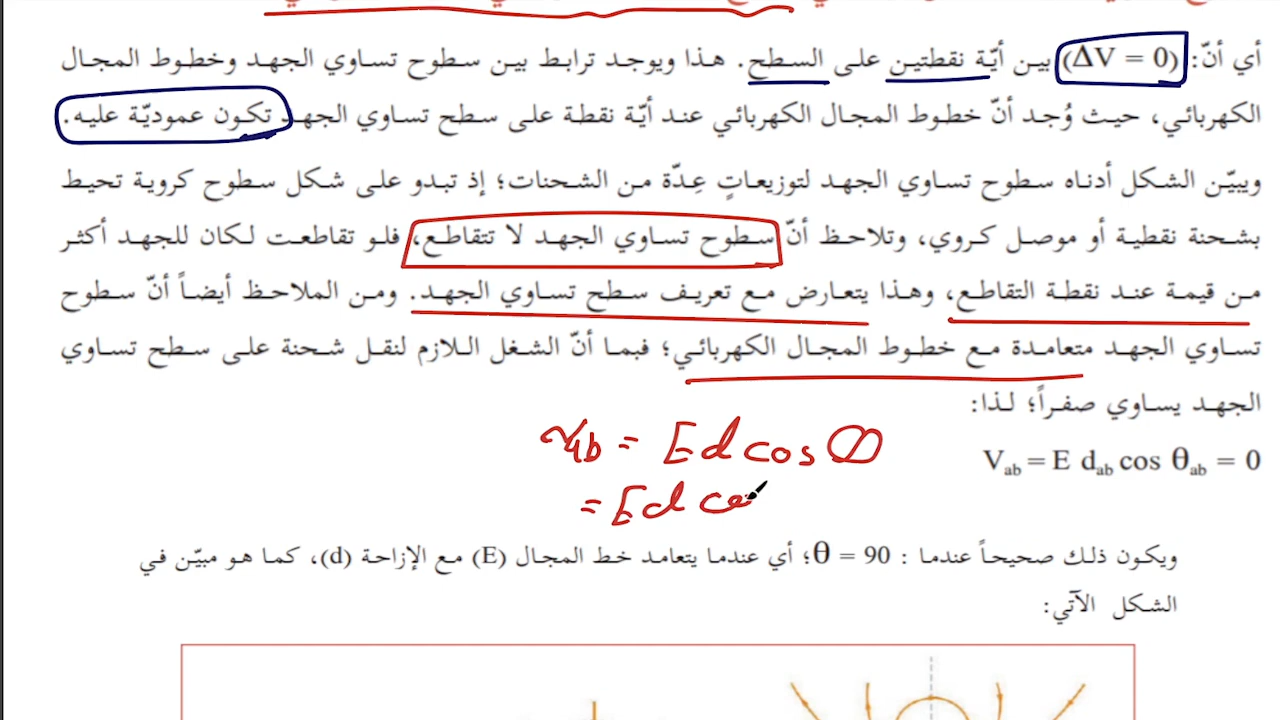 أي أنّ: (ΔV = 0) بين أيّة نقطتين على السطح. هذا ويوجد ترابط بين سطوح تساوي الجهد وخطوط المجال
الكهربائي، حيث وُجد أنّ خطوط المجال الكهربائي عند أيّة نقطة على سطح تساوي الجهد تكون عموديّة عليه.
ويبيّن الشكل أدناه سطوح تساوي الجهد لتوزيعاتٍ عِدّة من الشحنات؛ إذ تبدو على شكل سطوح كروية تحيط
بشحنة نقطية أو موصل كروي، وتلاحظ أنّ سطوح تساوي الجهد لا تتقاطع، فلو تقاطعت لكان للجهد أكثر
من قيمة عند نقطة التقاطع، وهذا يتعارض مع تعريف سطح تساوي الجهد. ومن الملاحظ أيضاً أنّ سطوح
تساوي الجهد متعامدة مع خطوط المجال الكهربائي؛ فبما أنّ الشغل اللازم لنقل شحنة على سطح تساوي
الجهد يساوي صفراً؛ لذا:
Vab = E d cos
Vab = E dab cos θab = 0
= E d
ويكون ذلك صحيحاً عندما : θ = 90؛ أي عندما يتعامد خط المجال (E) مع الإزاحة (d)، كما هو مبيّن في
الشكل الآتي: